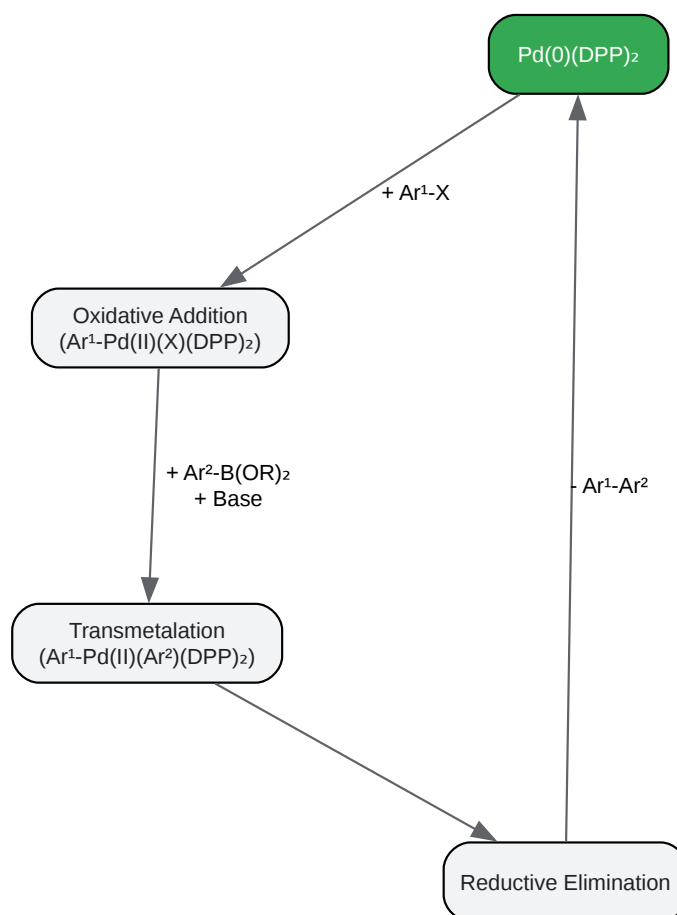 Pd(0)(DPP)₂
+ Ar¹-X
Oxidative Addition
(Ar¹-Pd(II)(X)(DPP)₂)
+ Ar²-B(OR)₂
+ Base
- Ar¹-Ar²
Transmetalation
(Ar¹-Pd(II)(Ar²)(DPP)₂)
Reductive Elimination